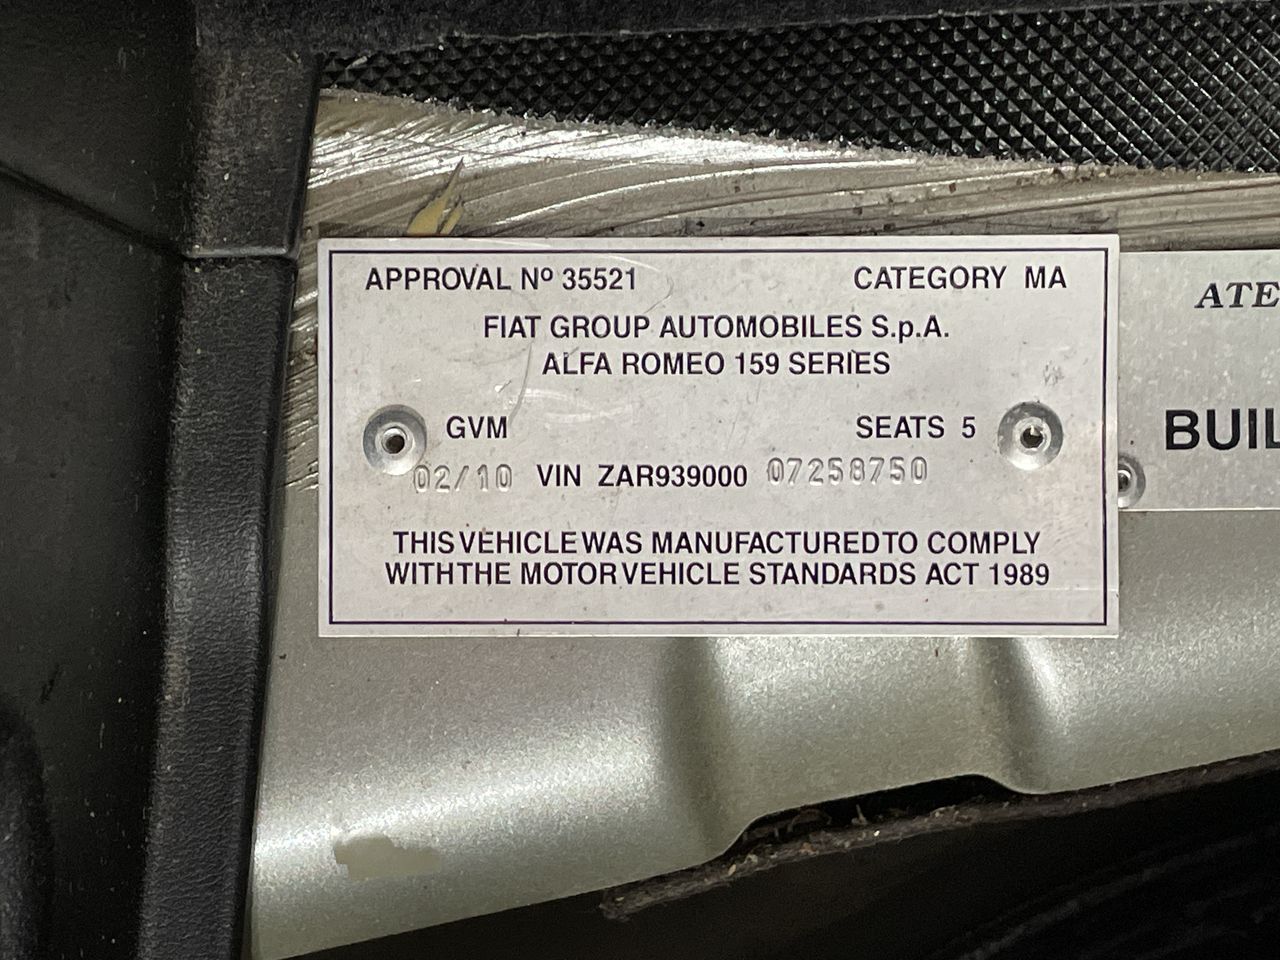 APPROVAL Nº 35521 CATEGORY MA
FIAT GROUP AUTOMOBILES S.p.A.
ALFA ROMEO 159 SERIES
GVM SEATS 5
02/10 VIN ZAR939000 07258750
THIS VEHICLE WAS MANUFACTURED TO COMPLY
WITH THE MOTOR VEHICLE STANDARDS ACT 1989
ATE
BUIL